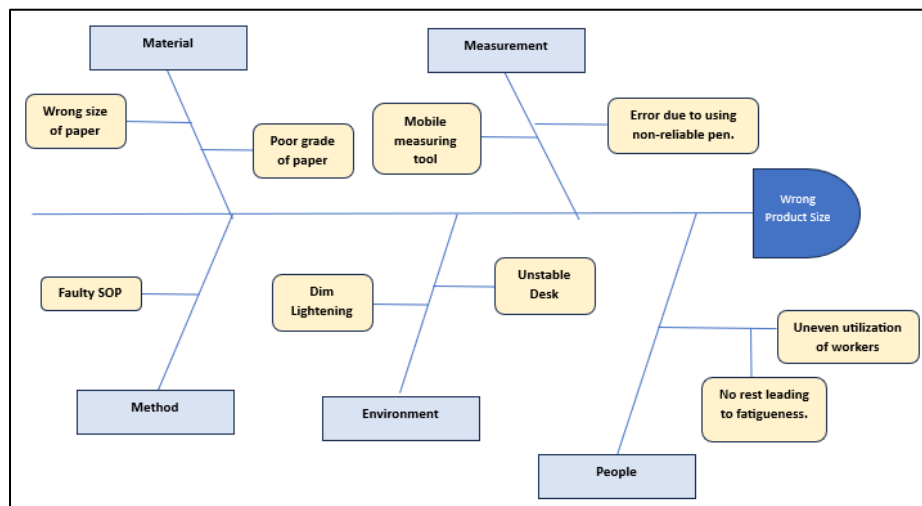 Material
Measurement
Wrong size
of paper
Poor grade
of paper
Mobile
measuring
tool
Error due to using
non-reliable pen.
Wrong
Product Size
Faulty SOP
Dim
Lightening
Unstable
Desk
Uneven utilization
of workers
No rest leading
to fatigueness.
Method
Environment
People